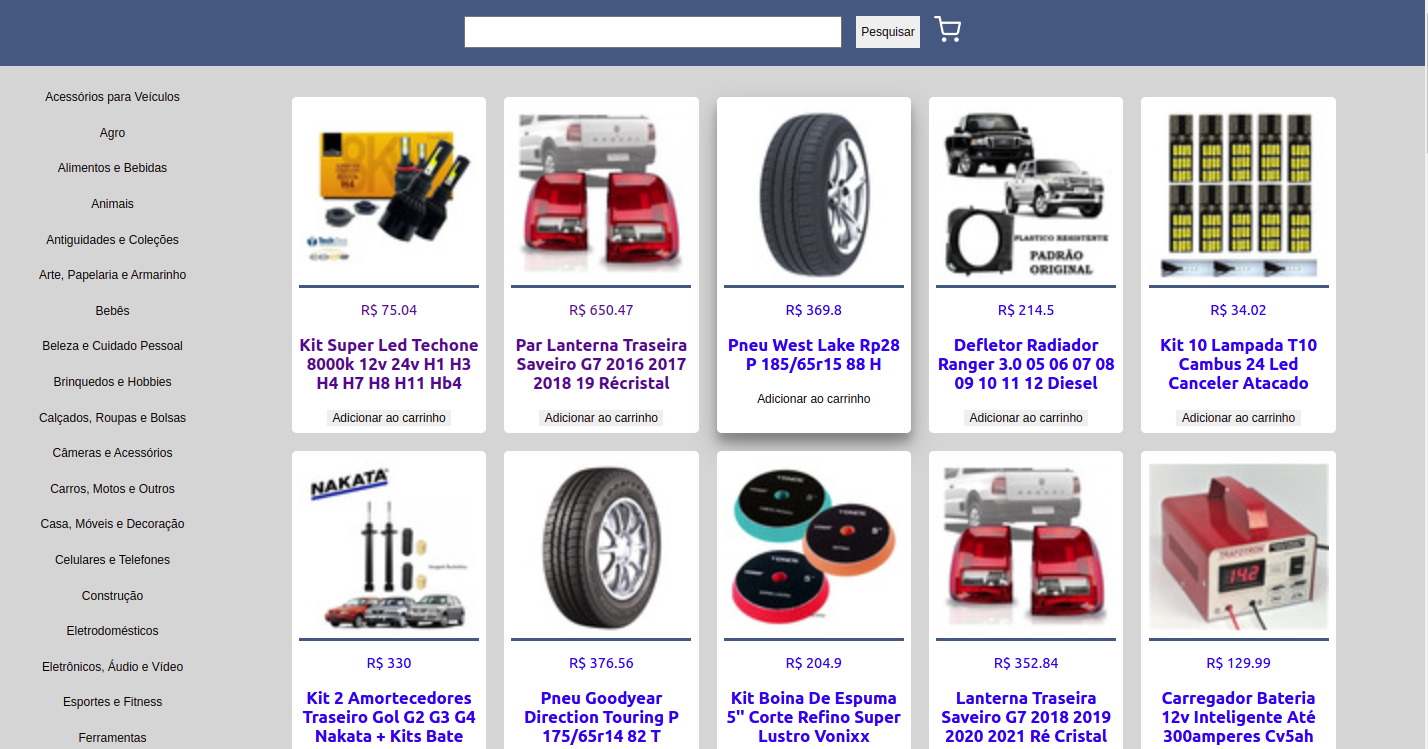 Pesquisar
Acessórios para Veículos
Agro
Alimentos e Bebidas
Animais
Antiguidades e Coleções
Arte, Papelaria e Armarinho
Bebês
Beleza e Cuidado Pessoal
Brinquedos e Hobbies
Calçados, Roupas e Bolsas
Câmeras e Acessórios
Carros, Motos e Outros
Casa, Móveis e Decoração
Celulares e Telefones
Construção
Eletrodomésticos
Eletrônicos, Áudio e Vídeo
Esportes e Fitness
Ferramentas
H4
R$ 75.04
Kit Super Led Techone
8000k 12v 24v H1 H3
H4 H7 H8 H11 Hb4
Adicionar ao carrinho
R$ 650.47
Par Lanterna Traseira
Saveiro G7 2016 2017
2018 19 Récristal
Adicionar ao carrinho
R$ 369.8
Pneu West Lake Rp28
P 185/65r15 88 H
Adicionar ao carrinho
PLASTICO RESISTENTE
PADRÃO
ORIGINAL
R$ 214.5
Defletor Radiador
Ranger 3.0 05 06 07 08
09 10 11 12 Diesel
Adicionar ao carrinho
R$ 34.02
Kit 10 Lampada T10
Cambus 24 Led
Canceler Atacado
Adicionar ao carrinho
NAKATA
R$ 330
Kit 2 Amortecedores
Traseiro Gol G2 G3 G4
Nakata + Kits Bate
R$ 376.56
Pneu Goodyear
Direction Touring P
175/65r14 82 T
VONIXX
5"
VONIXX
5"
VONIXX
5"
R$ 204.9
Kit Boina De Espuma
5'' Corte Refino Super
Lustro Vonixx
R$ 352.84
Lanterna Traseira
Saveiro G7 2018 2019
2020 2021 Ré Cristal
TRAFOTRON
14.2
R$ 129.99
Carregador Bateria
12v Inteligente Até
300amperes Cv5ah